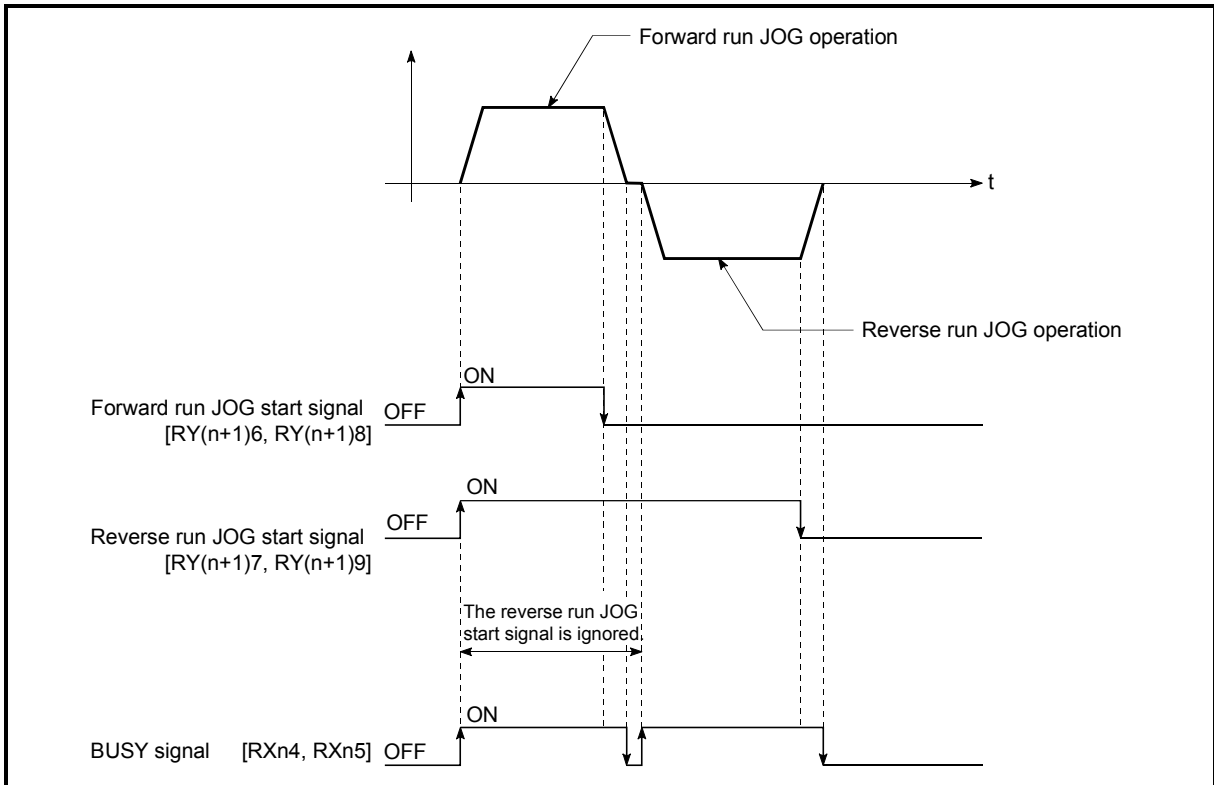 Forward run JOG operation
t
Reverse run JOG operation
ON
Forward run JOG start signal OFF
[RY(n+1)6, RY(n+1)8]
ON
Reverse run JOG start signal OFF
[RY(n+1)7, RY(n+1)9]
The reverse run JOG
start signal is ignored.
ON
BUSY signal [RXn4, RXn5] OFF